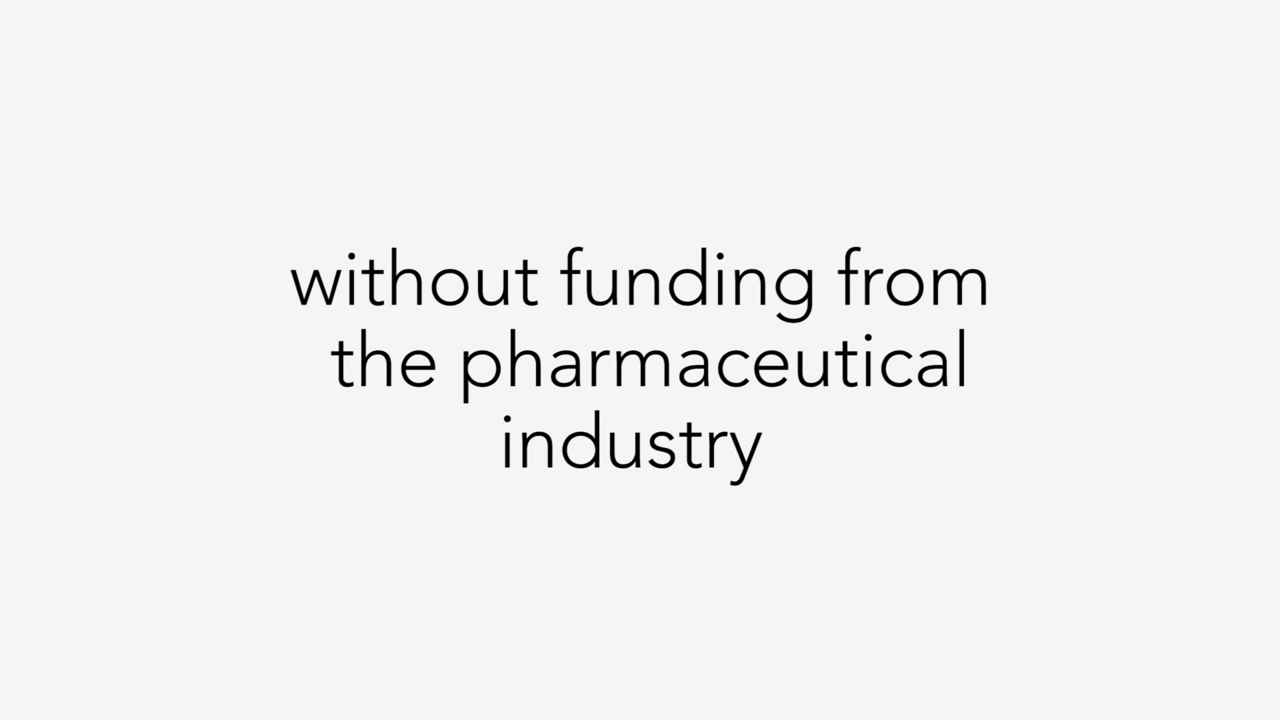 without funding from
the pharmaceutical
industry